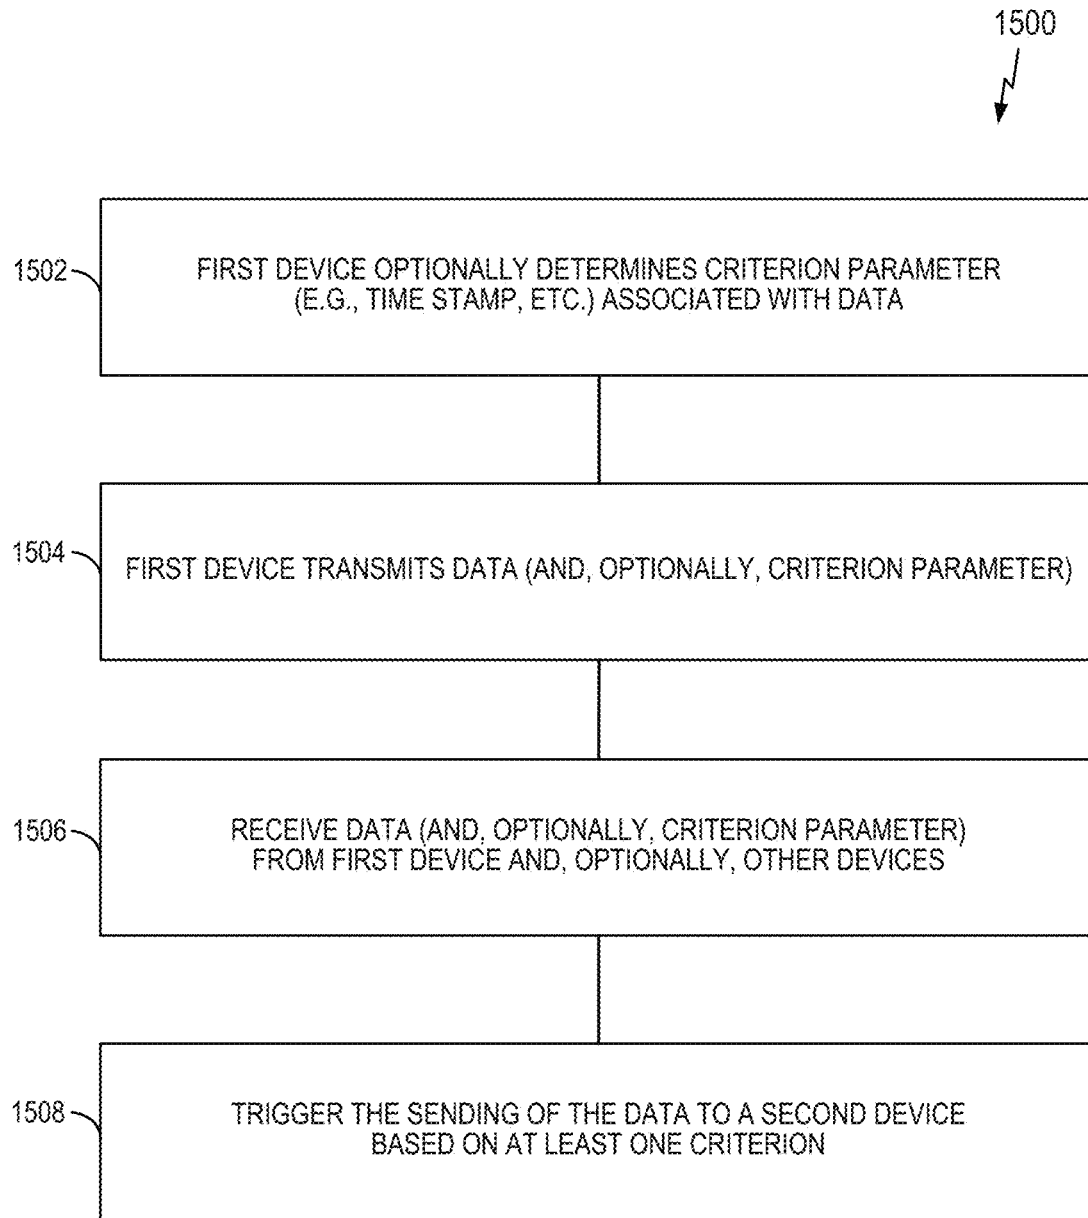 1500
1502
FIRST DEVICE OPTIONALLY DETERMINES CRITERION PARAMETER
(E.G., TIME STAMP, ETC.) ASSOCIATED WITH DATA
1504
FIRST DEVICE TRANSMITS DATA (AND, OPTIONALLY, CRITERION PARAMETER)
1506
RECEIVE DATA (AND, OPTIONALLY, CRITERION PARAMETER)
FROM FIRST DEVICE AND, OPTIONALLY, OTHER DEVICES
1508
TRIGGER THE SENDING OF THE DATA TO A SECOND DEVICE
BASED ON AT LEAST ONE CRITERION